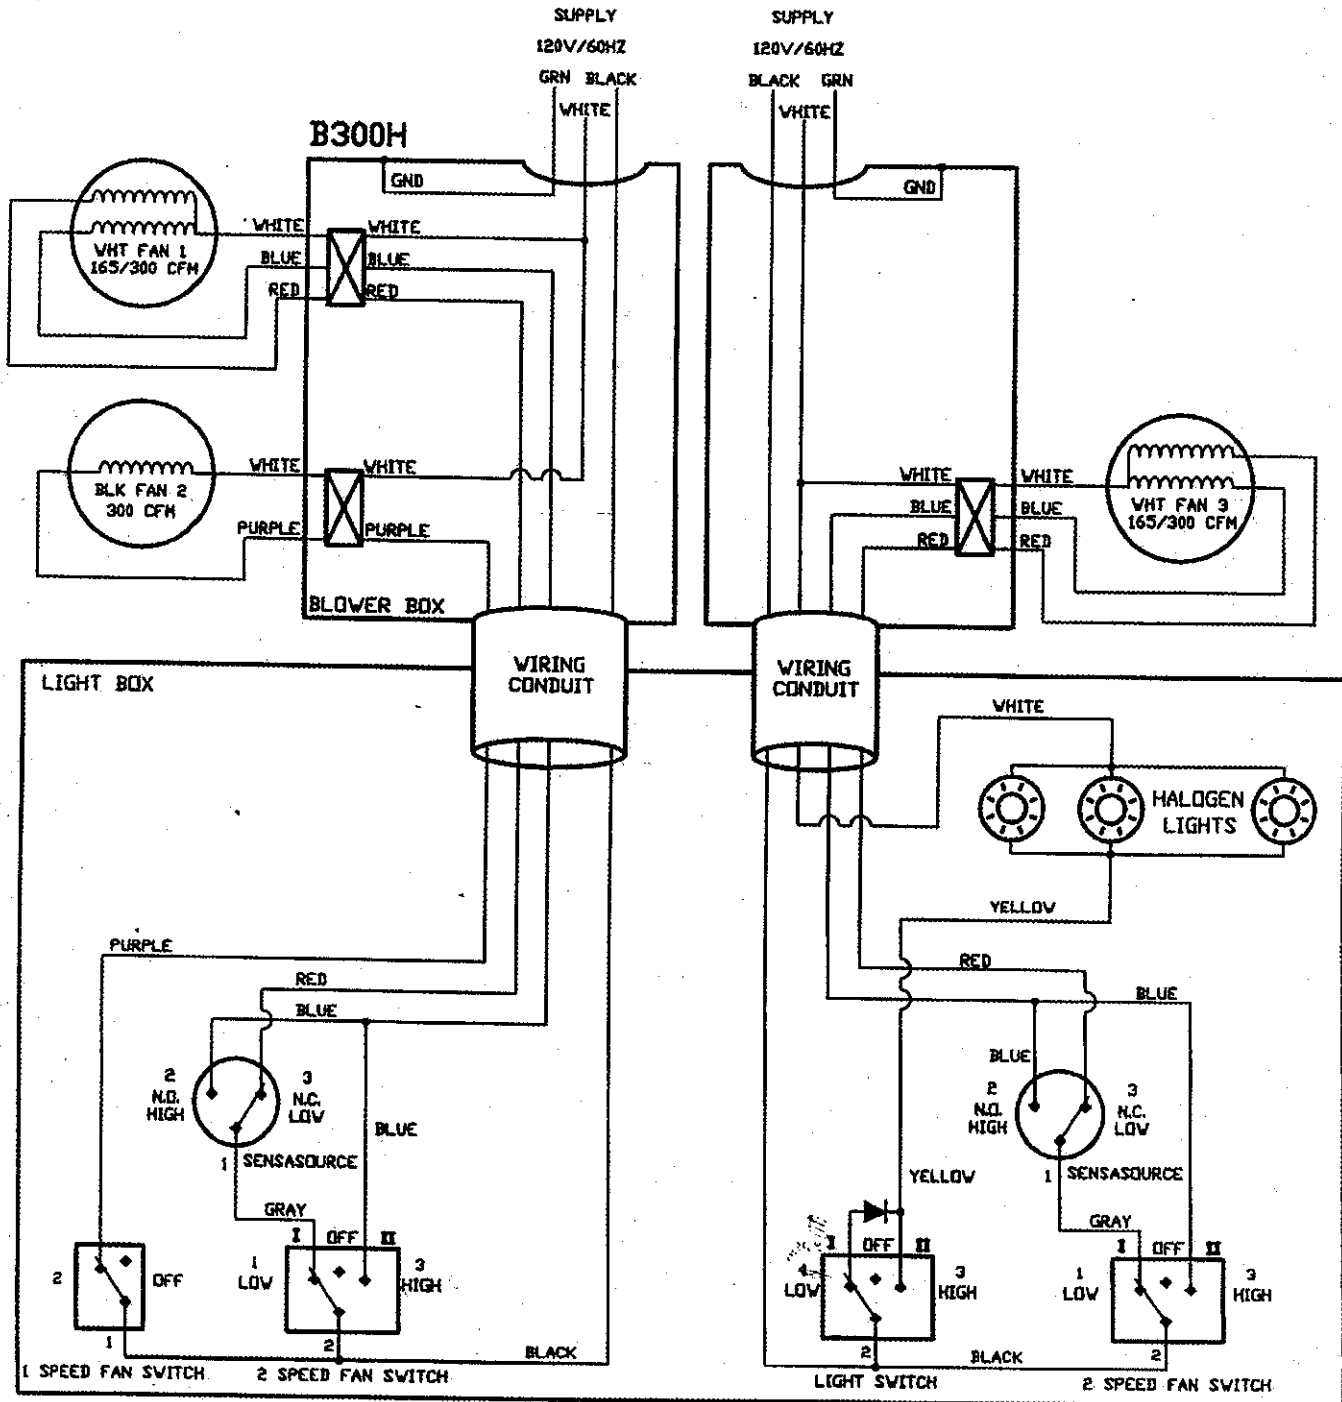 SUPPLY
120V/60HZ
GRN BLACK
WHITE
SUPPLY
120V/60HZ
BLACK GRN
WHITE
B300H
GND
GND
WHITE
WHITE
BLUE
BLUE
RED
RED
WHT FAN 1
165/300 CFM
WHITE
WHITE
BLK FAN 2
300 CFM
PURPLE
PURPLE
WHITE
WHITE
BLUE
BLUE
RED
RED
WHT FAN 3
165/300 CFM
BLOWER BOX
WIRING
CONDUIT
WIRING
CONDUIT
LIGHT BOX
WHITE
HALOGEN
LIGHTS
YELLOW
PURPLE
RED
BLUE
RED
BLUE
2
N.O.
HIGH
3
N.C.
LOW
BLUE
1
SENSASOURCE
GRAY
I
OFF
II
1
LOW
3
HIGH
2
OFF
1
2
BLACK
1 SPEED FAN SWITCH
2 SPEED FAN SWITCH
BLUE
2
N.O.
HIGH
3
N.C.
LOW
1
SENSASOURCE
YELLOW
GRAY
I
OFF
II
4
LOW
3
HIGH
I
OFF
II
1
LOW
3
HIGH
2
BLACK
2
LIGHT SWITCH
2 SPEED FAN SWITCH